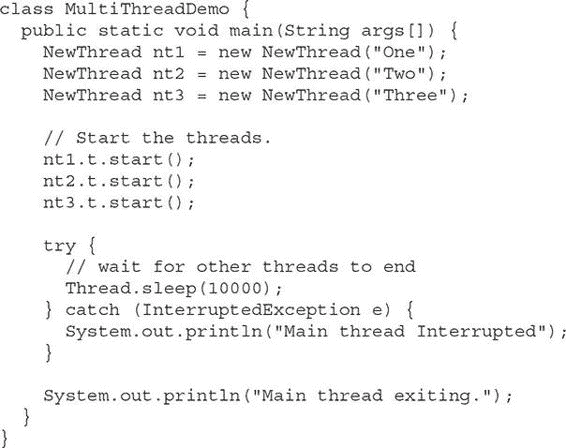 class MultiThreadDemo {
  public static void main(String args[]) {
    NewThread nt1 = new NewThread("One");
    NewThread nt2 = new NewThread("Two");
    NewThread nt3 = new NewThread("Three");

    // Start the threads.
    nt1.t.start();
    nt2.t.start();
    nt3.t.start();

    try {
      // wait for other threads to end
      Thread.sleep(10000);
    } catch (InterruptedException e) {
      System.out.println("Main thread Interrupted");
    }

    System.out.println("Main thread exiting.");
  }
}